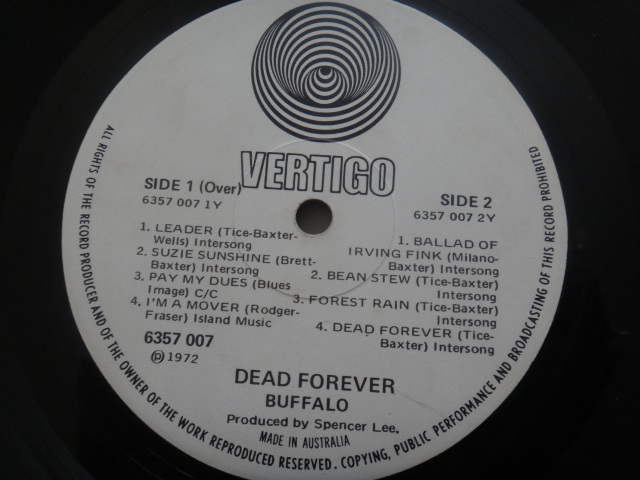 VERTIGO
SIDE 1 (Over)
6357 007 1Y
1. LEADER (Tice-Baxter-
Wells) Intersong
2. SUZIE SUNSHINE (Brett-
Baxter) Intersong
3. PAY MY DUES (Blues
Image) C/C
4. I'M A MOVER (Rodger-
Fraser) Island Music
6357 007
℗ 1972
SIDE 2
6357 007 2Y
1. BALLAD OF
IRVING FINK (Milano-
Baxter) Intersong
2. BEAN STEW (Tice-Baxter)
Intersong
3. FOREST RAIN (Tice-Baxter)
Intersong
4. DEAD FOREVER (Tice-
Baxter) Intersong
DEAD FOREVER
BUFFALO
Produced by Spencer Lee.
MADE IN AUSTRALIA
ALL RIGHTS OF THE RECORD PRODUCER AND OF THE OWNER OF THE WORK REPRODUCED RESERVED. COPYING, PUBLIC PERFORMANCE AND BROADCASTING OF THIS RECORD PROHIBITED